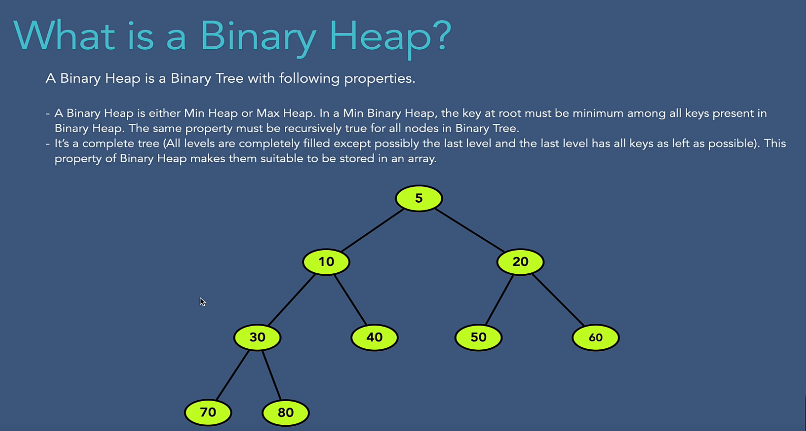 What is a Binary Heap?
A Binary Heap is a Binary Tree with following properties.
- A Binary Heap is either Min Heap or Max Heap. In a Min Binary Heap, the key at root must be minimum among all keys present in
Binary Heap. The same property must be recursively true for all nodes in Binary Tree.
- It's a complete tree (All levels are completely filled except possibly the last level and the last level has all keys as left as possible). This
property of Binary Heap makes them suitable to be stored in an array.
5
10 20
30 40 50 60
70 80